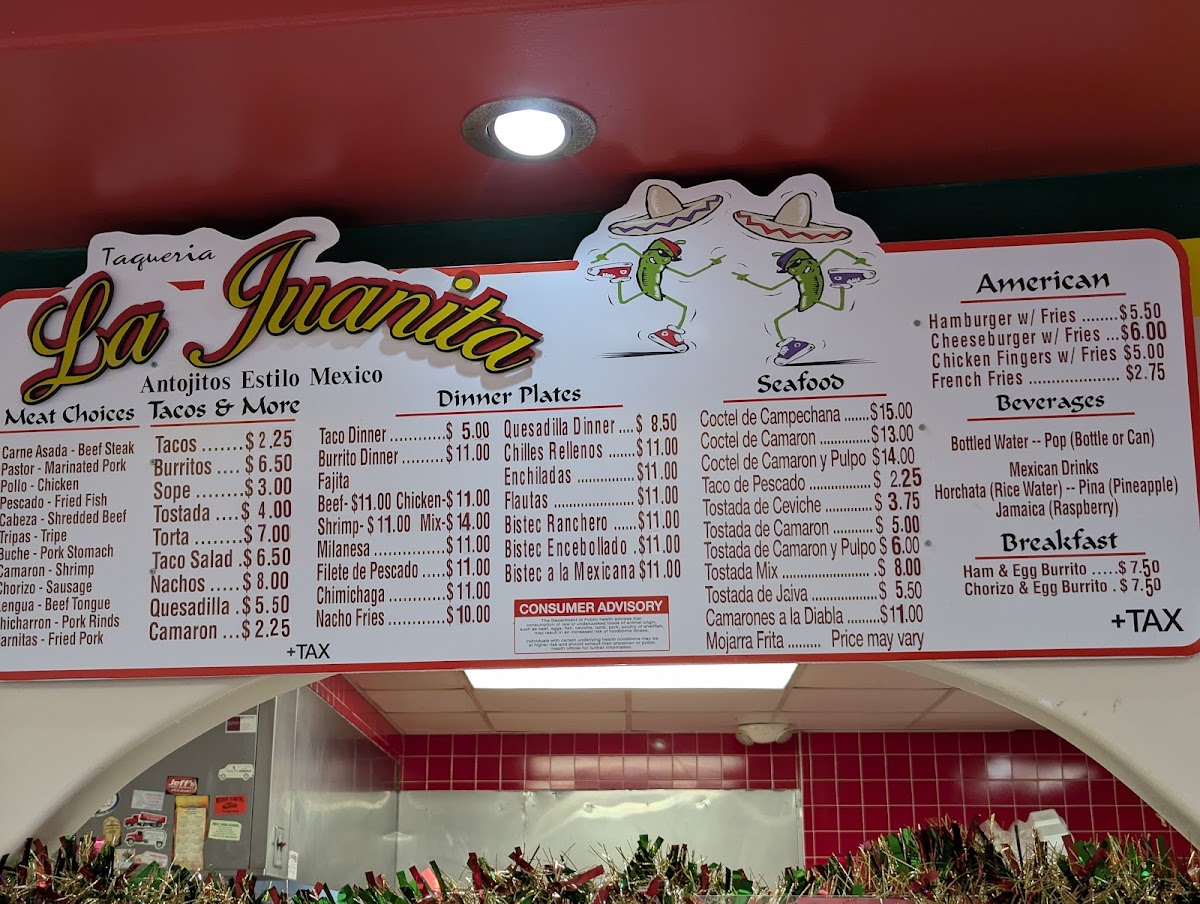 Taqueria
La Juanita
Antojitos Estilo Mexico
Meat Choices
Carne Asada - Beef Steak
Pastor - Marinated Pork
Pollo - Chicken
Pescado - Fried Fish
Cabeza - Shredded Beef
Tripas - Tripe
Buche - Pork Stomach
Camaron - Shrimp
Chorizo - Sausage
Lengua - Beef Tongue
Chicharron - Pork Rinds
Carnitas - Fried Pork
Tacos & More
Tacos ........$ 2.25
Burritos ....$ 6.50
Sope ........$ 3.00
Tostada ....$ 4.00
Torta ........$ 7.00
Taco Salad .$ 6.50
Nachos .....$ 8.00
Quesadilla .$ 5.50
Camaron ...$ 2.25
+TAX
Dinner Plates
Taco Dinner ...........$ 5.00
Burrito Dinner .........$ 11.00
Fajita
Beef-$11.00 Chicken-$ 11.00
Shrimp- $ 11.00 Mix-$ 14.00
Milanesa ...............$ 11.00
Filete de Pescado .....$ 11.00
Chimichaga ............$ 11.00
Nacho Fries ...........$ 10.00
Quesadilla Dinner ....$ 8.50
Chilles Rellenos .......$11.00
Enchiladas .............$11.00
Flautas .................$11.00
Bistec Ranchero ......$11.00
Bistec Encebollado .$11.00
Bistec a la Mexicana $11.00
CONSUMER ADVISORY
Seafood
Coctel de Campechana .......$15.00
Coctel de Camaron ..............$13.00
Coctel de Camaron y Pulpo $14.00
Taco de Pescado ................$ 2.25
Tostada de Ceviche ............$ 3.75
Tostada de Camaron ..........$ 5.00
Tostada de Camaron y Pulpo $ 6.00
Tostada Mix ........................$ 8.00
Tostada de Jaiva .................$ 5.50
Camarones a la Diabla ........$11.00
Mojarra Frita ......... Price may vary
American
Hamburger w/ Fries ........$5.50
Cheeseburger w/ Fries ...$6.00
Chicken Fingers w/ Fries $5.00
French Fries .................... $2.75
Beverages
Bottled Water -- Pop (Bottle or Can)
Mexican Drinks
Horchata (Rice Water) -- Pina (Pineapple)
Jamaica (Raspberry)
Breakfast
Ham & Egg Burrito .....$ 7.50
Chorizo & Egg Burrito . $ 7.50
+TAX
Jeff's